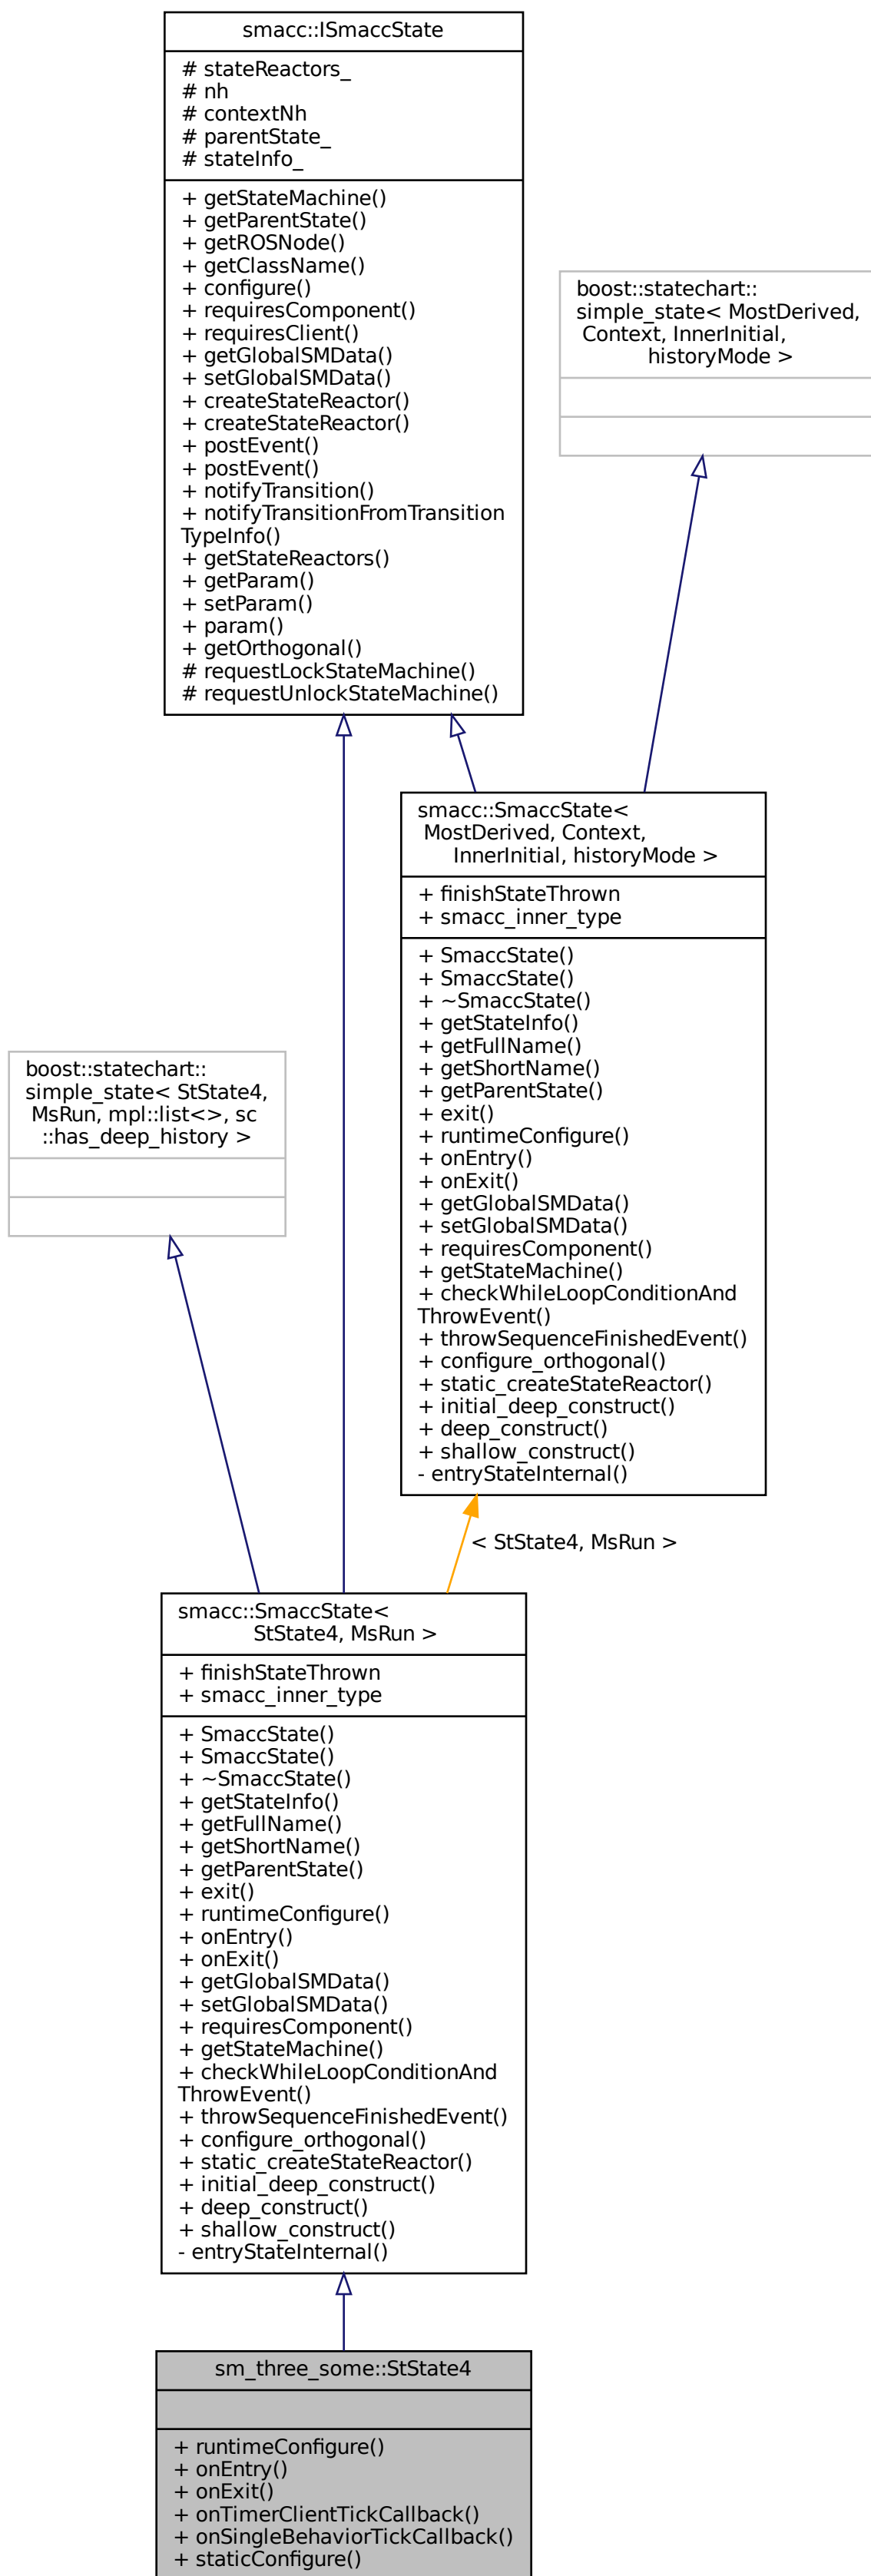 smacc::ISmaccState
# stateReactors_
# nh
# contextNh
# parentState_
# stateInfo_
+ getStateMachine()
+ getParentState()
+ getROSNode()
+ getClassName()
+ configure()
+ requiresComponent()
+ requiresClient()
+ getGlobalSMData()
+ setGlobalSMData()
+ createStateReactor()
+ createStateReactor()
+ postEvent()
+ postEvent()
+ notifyTransition()
+ notifyTransitionFromTransition
TypeInfo()
+ getStateReactors()
+ getParam()
+ setParam()
+ param()
+ getOrthogonal()
# requestLockStateMachine()
# requestUnlockStateMachine()
boost::statechart::
simple_state< MostDerived,
Context, InnerInitial,
historyMode >
smacc::SmaccState<
MostDerived, Context,
InnerInitial, historyMode >
+ finishStateThrown
+ smacc_inner_type
+ SmaccState()
+ SmaccState()
+ ~SmaccState()
+ getStateInfo()
+ getFullName()
+ getShortName()
+ getParentState()
+ exit()
+ runtimeConfigure()
+ onEntry()
+ onExit()
+ getGlobalSMData()
+ setGlobalSMData()
+ requiresComponent()
+ getStateMachine()
+ checkWhileLoopConditionAnd
ThrowEvent()
+ throwSequenceFinishedEvent()
+ configure_orthogonal()
+ static_createStateReactor()
+ initial_deep_construct()
+ deep_construct()
+ shallow_construct()
- entryStateInternal()
boost::statechart::
simple_state< StState4,
MsRun, mpl::list<>, sc
::has_deep_history >
< StState4, MsRun >
smacc::SmaccState<
StState4, MsRun >
+ finishStateThrown
+ smacc_inner_type
+ SmaccState()
+ SmaccState()
+ ~SmaccState()
+ getStateInfo()
+ getFullName()
+ getShortName()
+ getParentState()
+ exit()
+ runtimeConfigure()
+ onEntry()
+ onExit()
+ getGlobalSMData()
+ setGlobalSMData()
+ requiresComponent()
+ getStateMachine()
+ checkWhileLoopConditionAnd
ThrowEvent()
+ throwSequenceFinishedEvent()
+ configure_orthogonal()
+ static_createStateReactor()
+ initial_deep_construct()
+ deep_construct()
+ shallow_construct()
- entryStateInternal()
sm_three_some::StState4
+ runtimeConfigure()
+ onEntry()
+ onExit()
+ onTimerClientTickCallback()
+ onSingleBehaviorTickCallback()
+ staticConfigure()